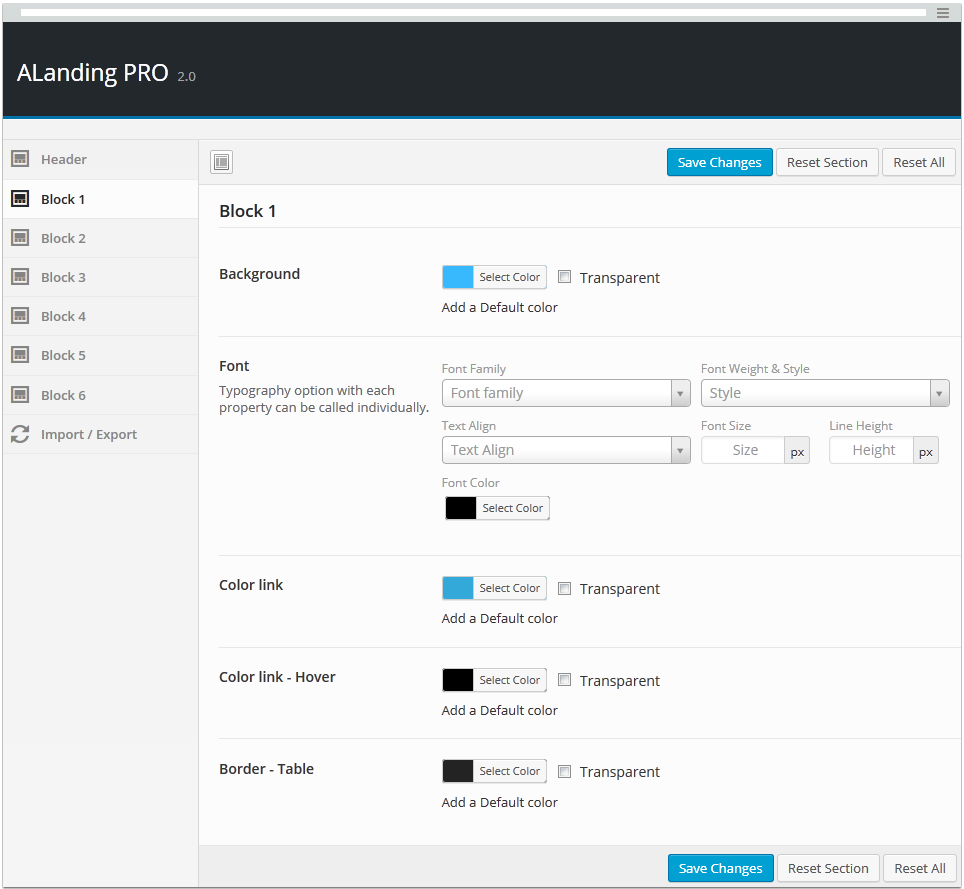 ALanding PRO 2.0
Header
Block 1
Block 2
Block 3
Block 4
Block 5
Block 6
Import / Export
Save Changes Reset Section Reset All
Block 1
Background
Select Color Transparent
Add a Default color
Font
Typography option with each
property can be called individually.
Font Family Font Weight & Style
Font family Style
Text Align Font Size Line Height
Text Align Size px Height px
Font Color
Select Color
Color link
Select Color Transparent
Add a Default color
Color link - Hover
Select Color Transparent
Add a Default color
Border - Table
Select Color Transparent
Add a Default color
Save Changes Reset Section Reset All